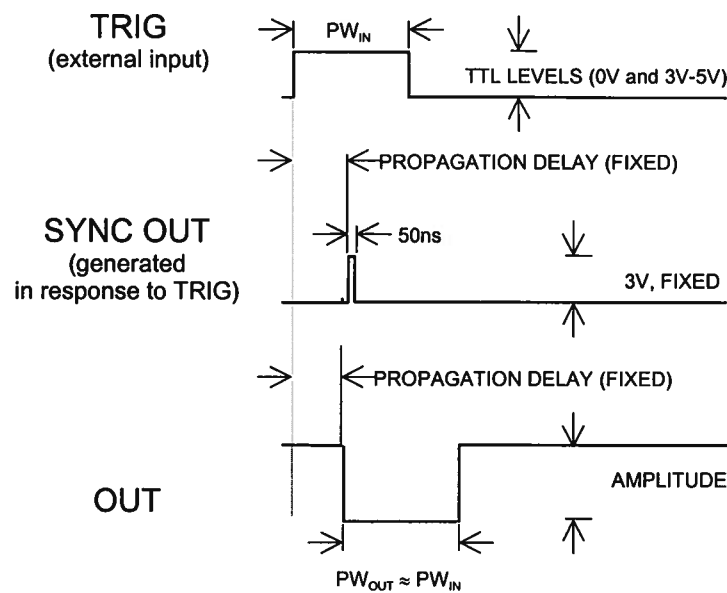 TRIG
(external input)
PW_IN
TTL LEVELS (0V and 3V-5V)
PROPAGATION DELAY (FIXED)
SYNC OUT
(generated
in response to TRIG)
50ns
3V, FIXED
PROPAGATION DELAY (FIXED)
OUT
AMPLITUDE
PW_OUT ≈ PW_IN